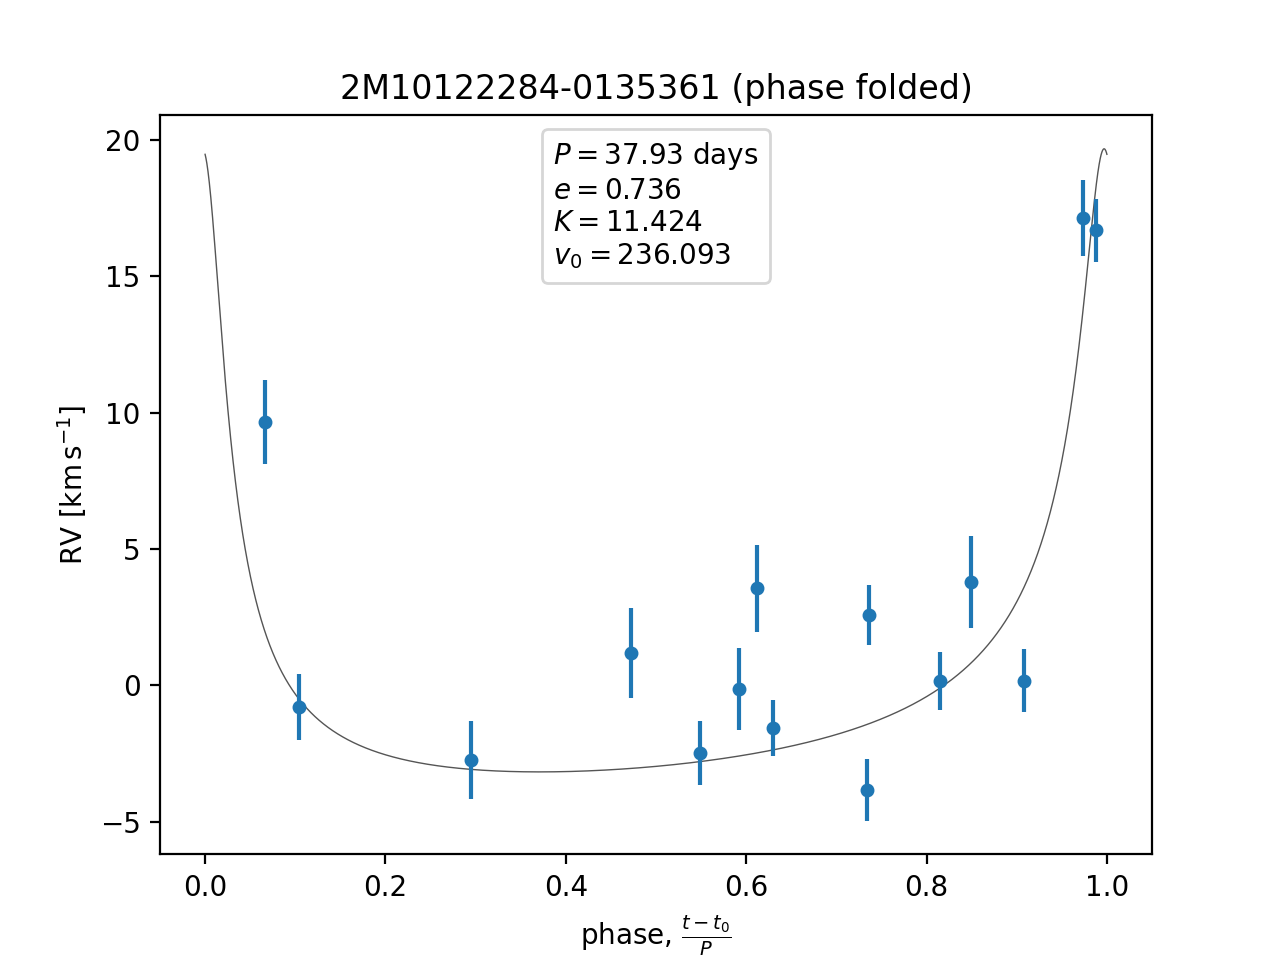 2M10122284-0135361 (phase folded)
P = 37.93 days
e = 0.736
K = 11.424
v₀ = 236.093
RV [km s⁻¹]
20
15
10
5
0
−5
0.0 0.2 0.4 0.6 0.8 1.0
phase, (t − t₀)/P